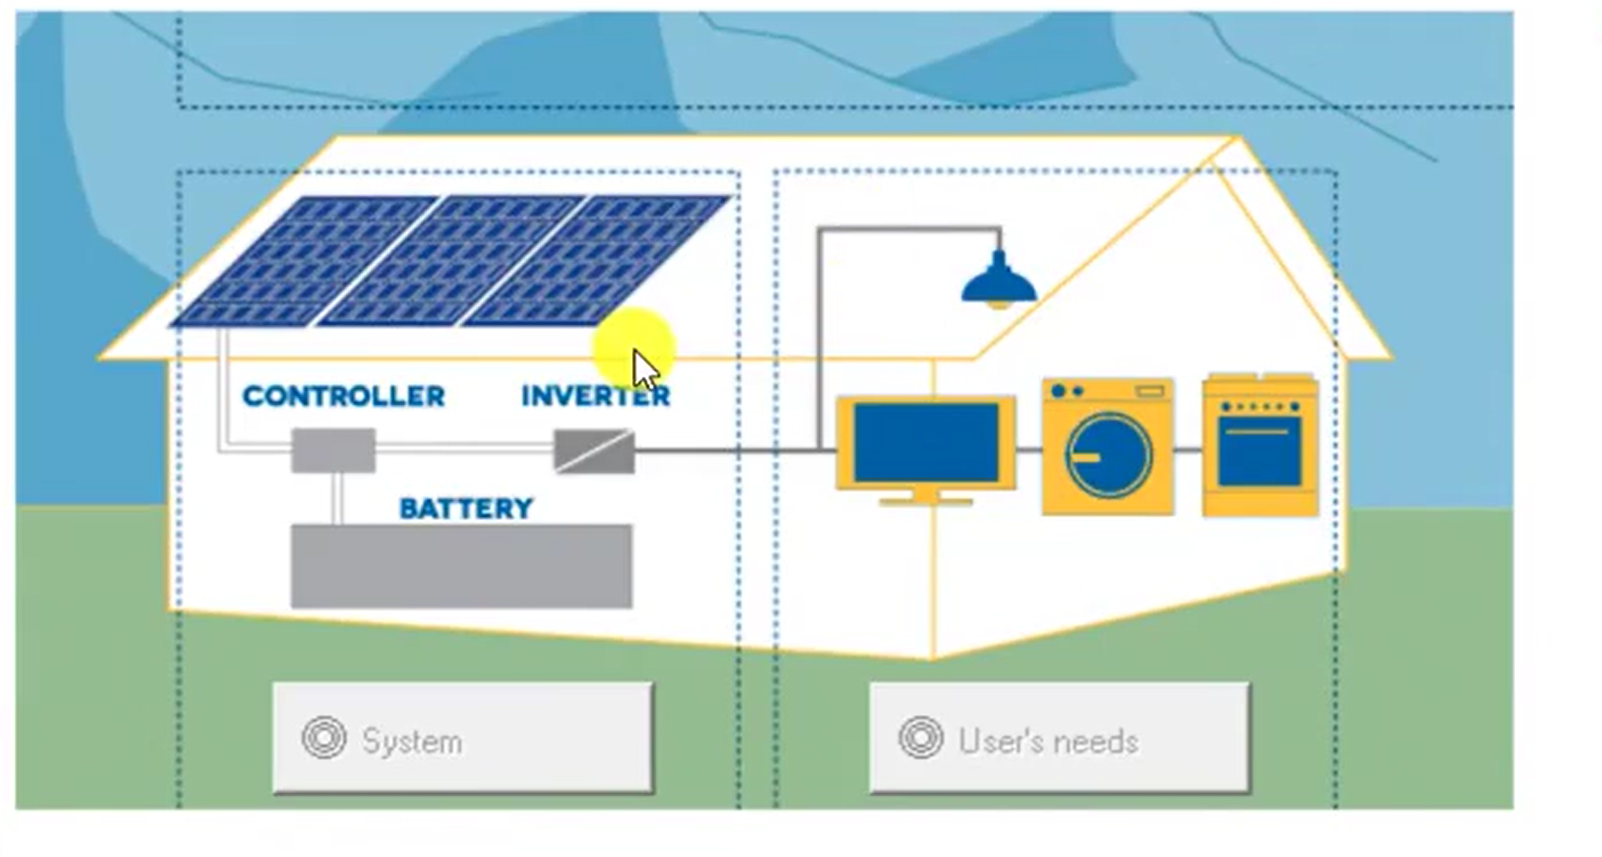 CONTROLLER
INVERTER
BATTERY
System
User's needs